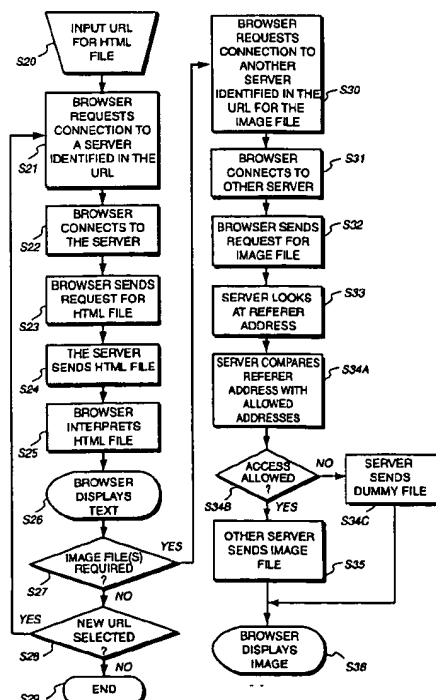 INPUT URL
FOR HTML
FILE
S20
BROWSER
REQUESTS
CONNECTION TO
A SERVER
IDENTIFIED IN THE
URL
S21
BROWSER
CONNECTS TO
THE SERVER
S22
BROWSER SENDS
REQUEST FOR
HTML FILE
S23
THE SERVER
SENDS HTML FILE
S24
BROWSER
INTERPRETS
HTML FILE
S25
BROWSER
DISPLAYS
TEXT
S26
IMAGE FILE(S)
REQUIRED
?
YES
S27
NO
NEW URL
SELECTED
?
YES
S28
NO
END
S29
BROWSER
REQUESTS
CONNECTION TO
ANOTHER
SERVER
IDENTIFIED IN THE
URL FOR THE
IMAGE FILE
S30
BROWSER
CONNECTS TO
OTHER SERVER
S31
BROWSER SENDS
REQUEST FOR
IMAGE FILE
S32
SERVER LOOKS
AT REFERER
ADDRESS
S33
SERVER COMPARES
REFERER
ADDRESS WITH
ALLOWED
ADDRESSES
S34A
ACCESS
ALLOWED
?
NO
S34B
YES
SERVER
SENDS
DUMMY FILE
S34C
OTHER SERVER
SENDS IMAGE
FILE
S35
BROWSER
DISPLAYS
IMAGE
S36